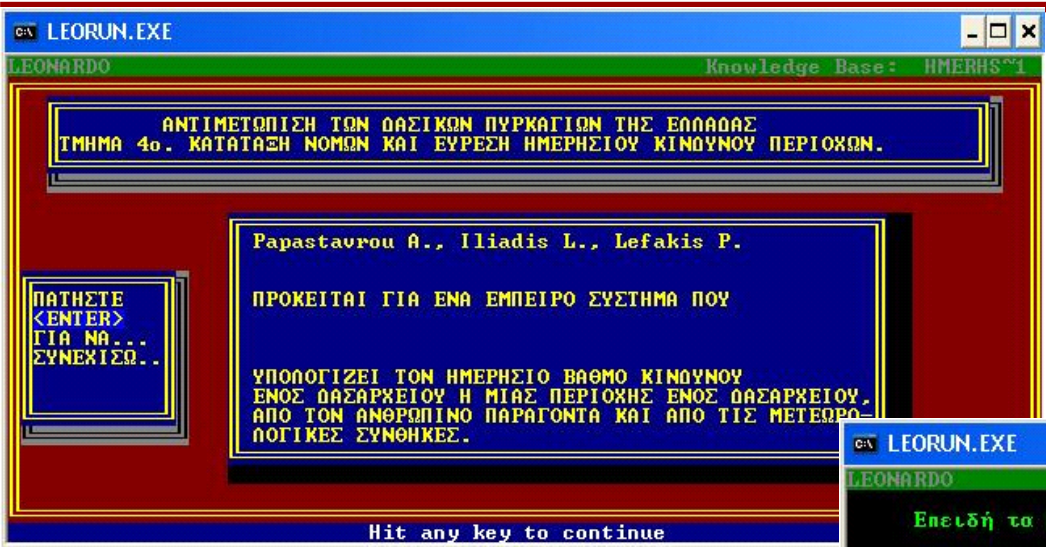 LEORUN.EXE
LEONARDO Knowledge Base: HMERHS~1
ΑΝΤΙΜΕΤΩΠΙΣΗ ΤΩΝ ΔΑΣΙΚΩΝ ΠΥΡΚΑΓΙΩΝ ΤΗΣ ΕΛΛΑΔΑΣ
ΤΜΗΜΑ 4ο. ΚΑΤΑΤΑΞΗ ΝΟΜΩΝ ΚΑΙ ΕΥΡΕΣΗ ΗΜΕΡΗΣΙΟΥ ΚΙΝΔΥΝΟΥ ΠΕΡΙΟΧΩΝ.
Papastavrou A., Iliadis L., Lefakis P.
ΠΡΟΚΕΙΤΑΙ ΓΙΑ ΕΝΑ ΕΜΠΕΙΡΟ ΣΥΣΤΗΜΑ ΠΟΥ
ΥΠΟΛΟΓΙΖΕΙ ΤΟΝ ΗΜΕΡΗΣΙΟ ΒΑΘΜΟ ΚΙΝΔΥΝΟΥ
ΕΝΟΣ ΔΑΣΑΡΧΕΙΟΥ Η ΜΙΑΣ ΠΕΡΙΟΧΗΣ ΕΝΟΣ ΔΑΣΑΡΧΕΙΟΥ,
ΑΠΟ ΤΟΝ ΑΝΘΡΩΠΙΝΟ ΠΑΡΑΓΟΝΤΑ ΚΑΙ ΑΠΟ ΤΙΣ ΜΕΤΕΩΡΟ-
ΛΟΓΙΚΕΣ ΣΥΝΘΗΚΕΣ.
ΠΑΤΗΣΤΕ
<ENTER>
ΓΙΑ ΝΑ...
ΣΥΝΕΧΙΣΩ..
Hit any key to continue
LEORUN.EXE
LEONARDO
Επειδή τα